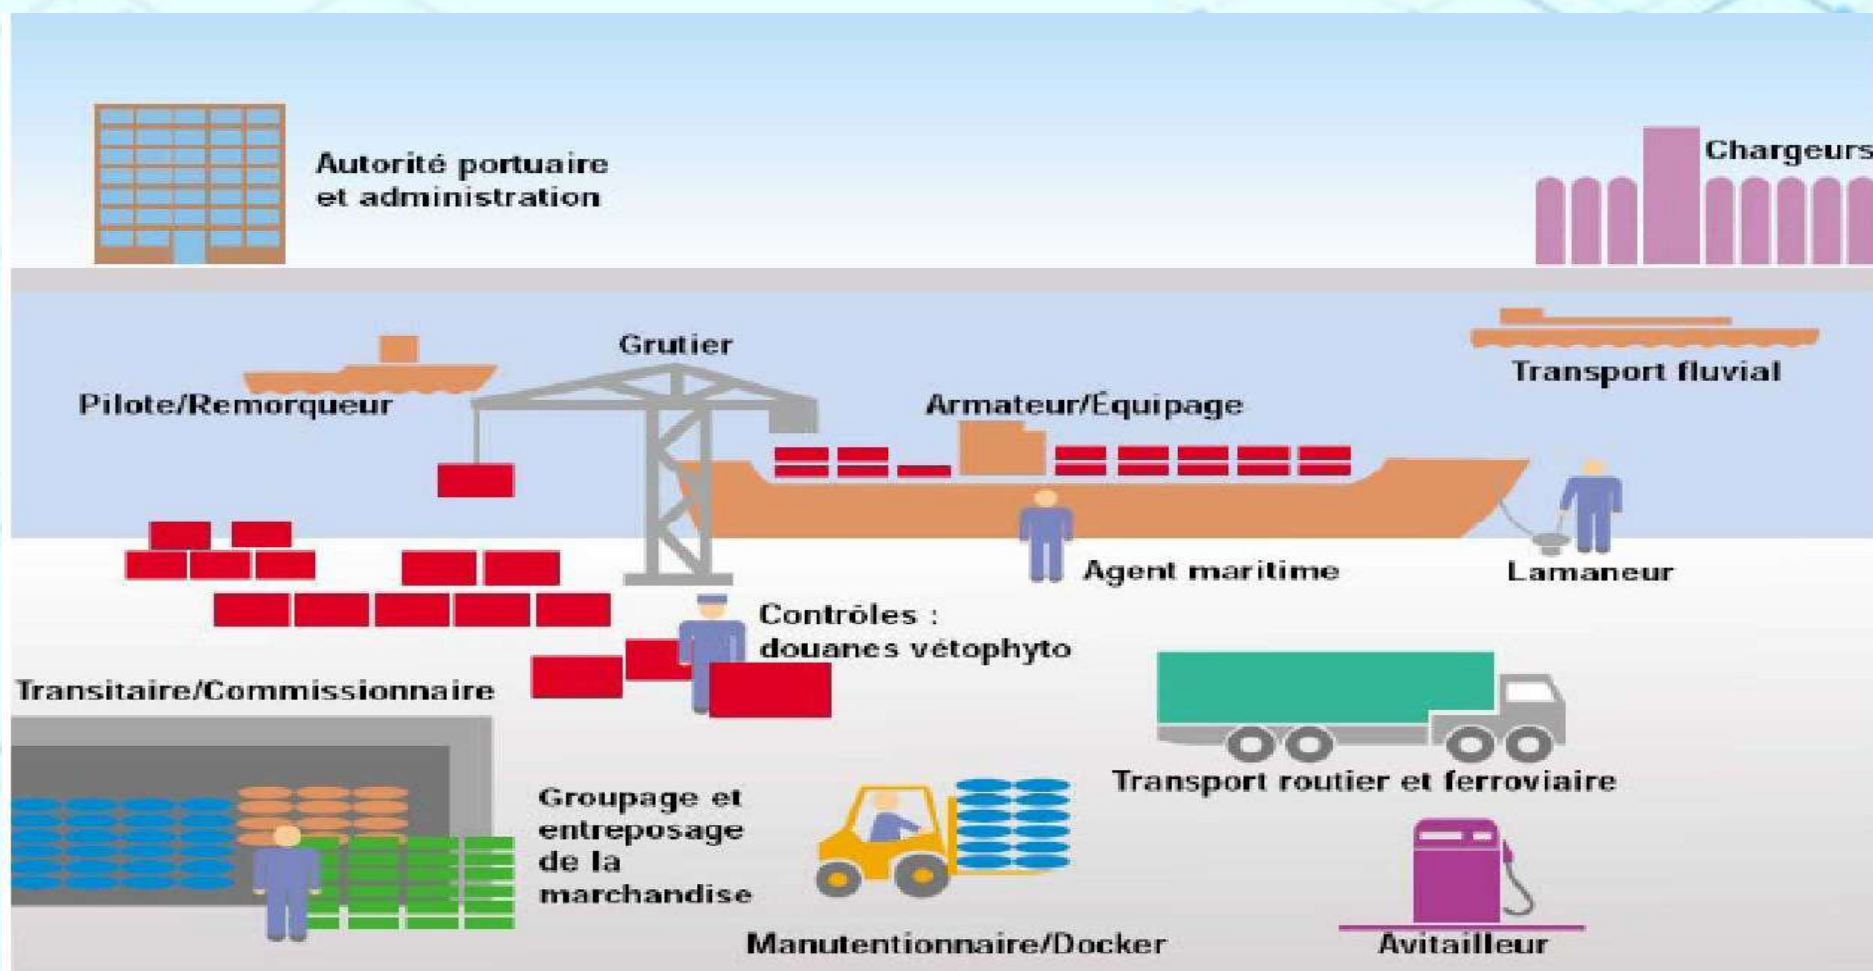 Autorité portuaire
et administration
Chargeurs
Grutier
Transport fluvial
Pilote/Remorqueur
Armateur/Équipage
Agent maritime
Lamaneur
Contrôles :
douanes vétophyto
Transitaire/Commissionnaire
Transport routier et ferroviaire
Groupage et
entreposage
de la
marchandise
Manutentionnaire/Docker
Avitailleur